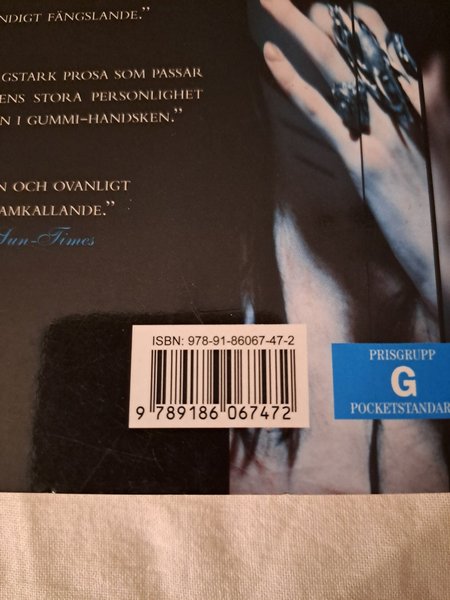 NDIGT FÄNGSLANDE.”
GSTARK PROSA SOM PASSAR
ENS STORA PERSONLIGHET
N I GUMMI-HANDSKEN.”
N OCH OVANLIGT
AMKALLANDE.”
Sun-Times
ISBN: 978-91-86067-47-2
9 789186 067472
PRISGRUPP
G
POCKETSTANDAR